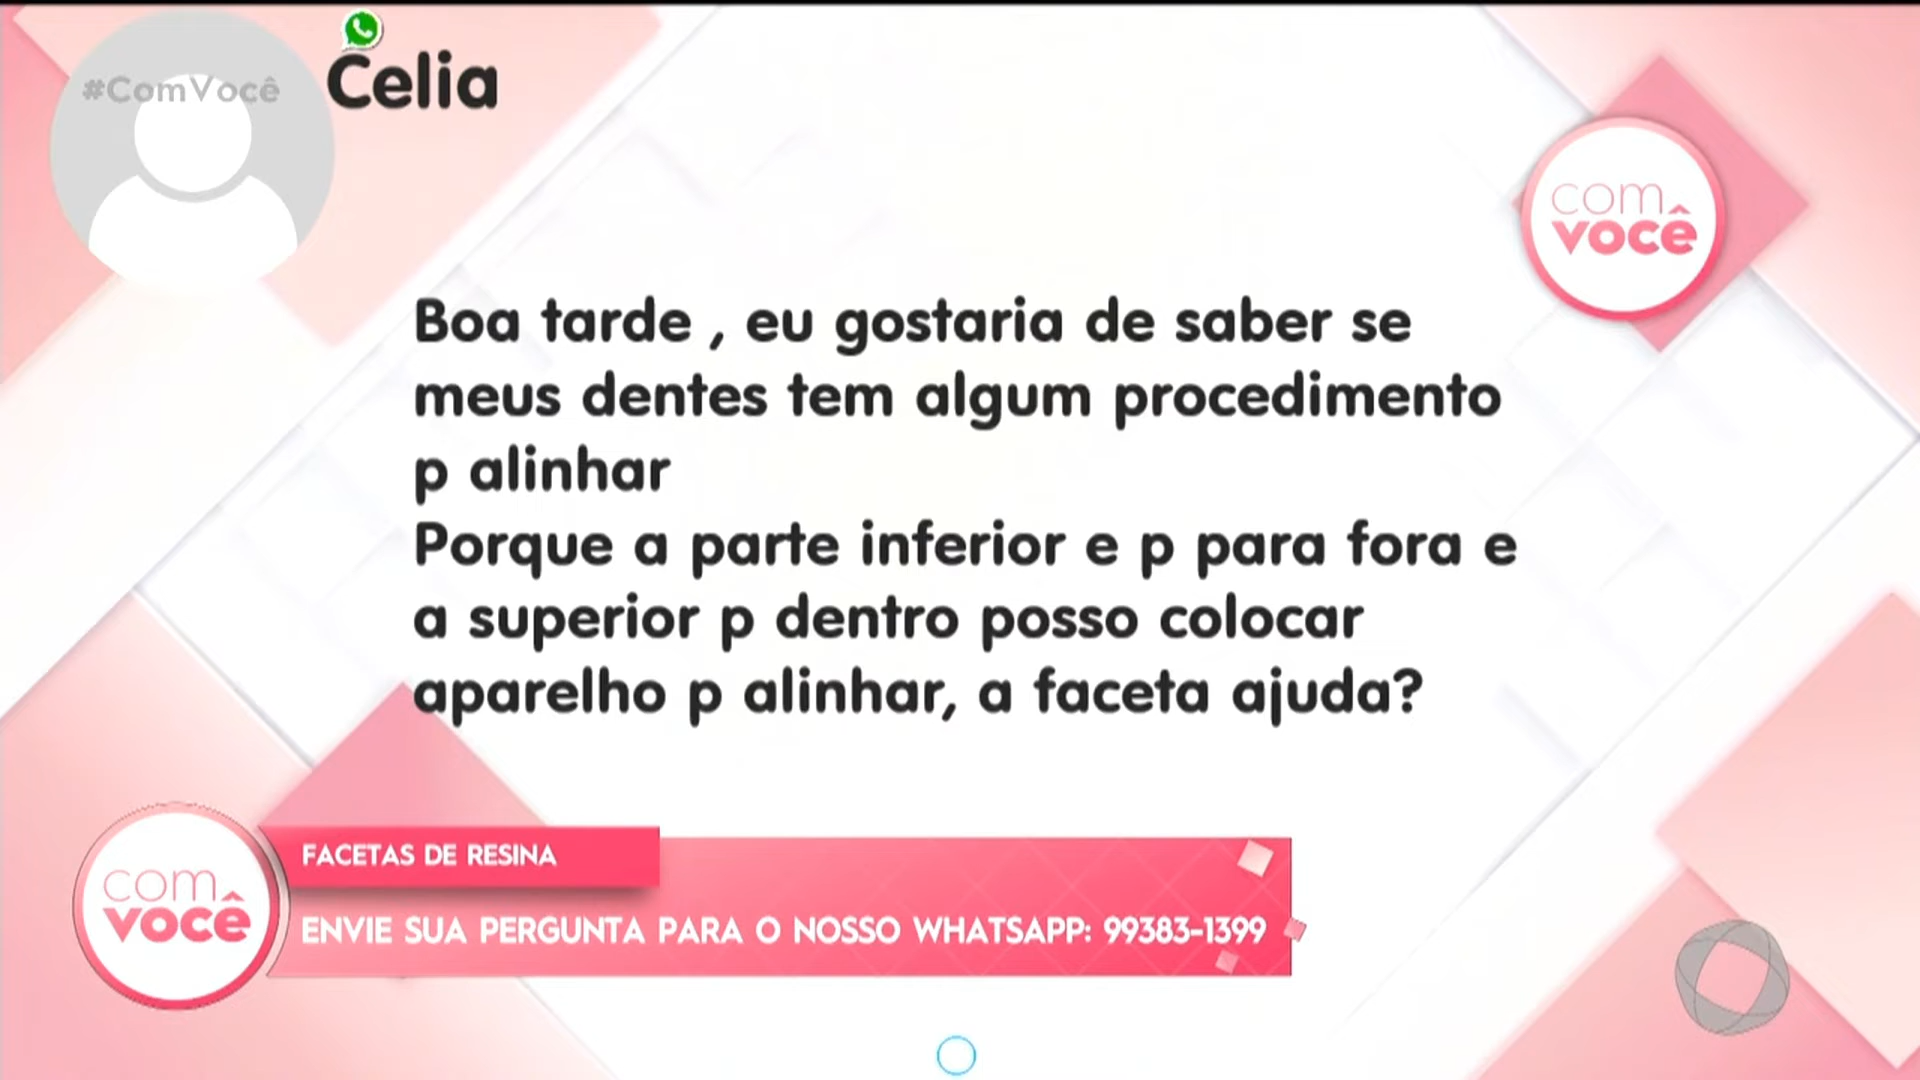 #ComVocê
Celia
com
você
Boa tarde , eu gostaria de saber se
meus dentes tem algum procedimento
p alinhar
Porque a parte inferior e p para fora e
a superior p dentro posso colocar
aparelho p alinhar, a faceta ajuda?
com
você
FACETAS DE RESINA
ENVIE SUA PERGUNTA PARA O NOSSO WHATSAPP: 99383-1399